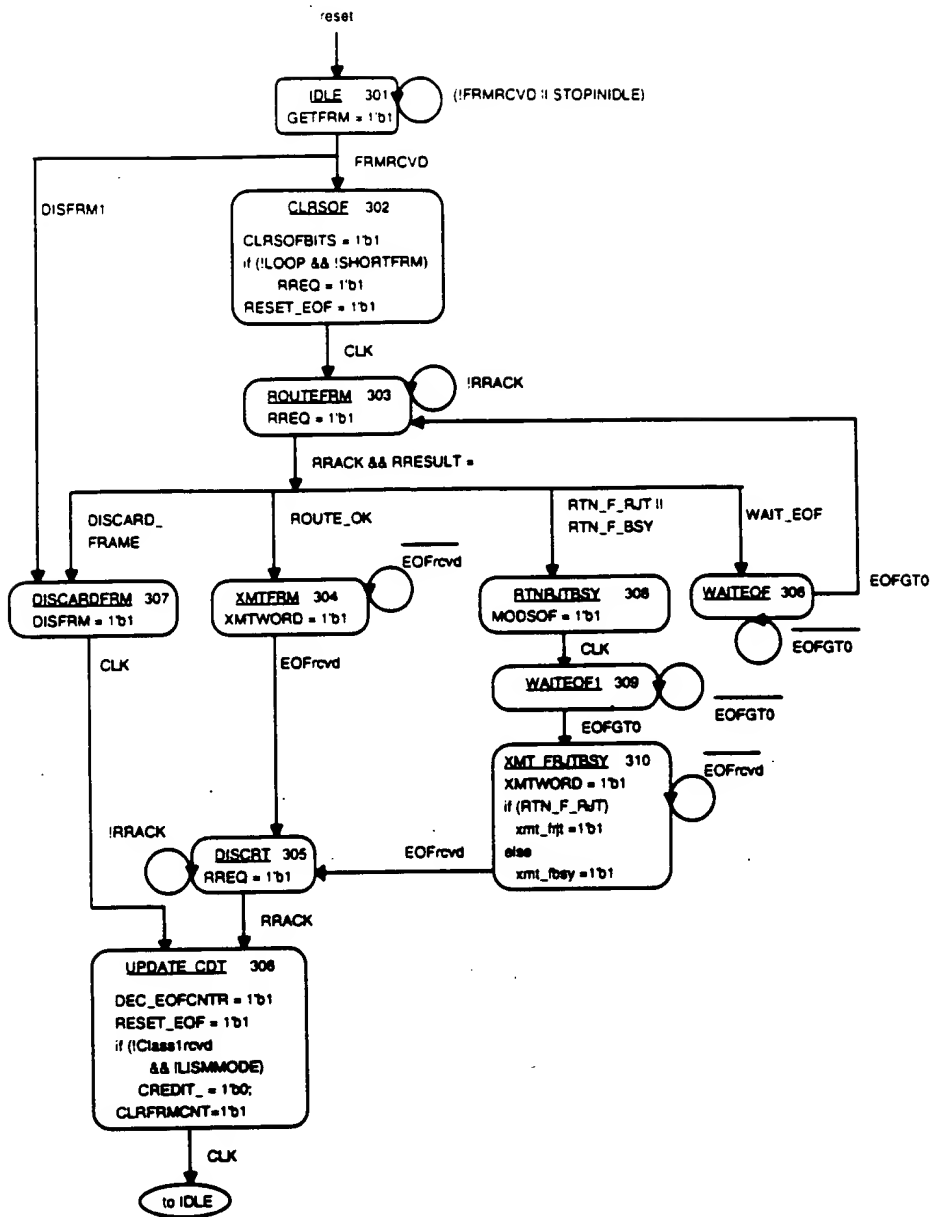 reset
IDLE 301
GETFRM = 1'b1
(!FRMRCVD || STOPINIDLE)
FRMRCVD
DISFRM1
CLRSOF 302
CLRSOFBITS = 1'b1
if (!LOOP && !SHORTFRM)
RREQ = 1'b1
RESET_EOF = 1'b1
CLK
ROUTEFRM 303
RREQ = 1'b1
!RRACK
RRACK && RRESULT =
DISCARD_
FRAME
ROUTE_OK
RTN_F_RJT ||
RTN_F_BSY
WAIT_EOF
DISCARDFRM 307
DISFRM = 1'b1
XMTFRM 304
XMTWORD = 1'b1
EOFrcvd
RTNRJTBSY 308
MODSOF = 1'b1
WAITEOF 306
EOFGT0
EOFGT0
CLK
EOFrcvd
CLK
WAITEOF1 309
EOFGT0
EOFGT0
XMT_FRJTBSY 310
XMTWORD = 1'b1
if (RTN_F_RJT)
xmt_frjt = 1'b1
else
xmt_fbsy = 1'b1
EOFrcvd
!RRACK
DISCRT 305
RREQ = 1'b1
EOFrcvd
RRACK
UPDATE_CDT 306
DEC_EOFCNTR = 1'b1
RESET_EOF = 1'b1
if (!Class1rcvd
&& !LISMMODE)
CREDIT_ = 1'b0;
CLRFRMCNT=1'b1
CLK
to IDLE